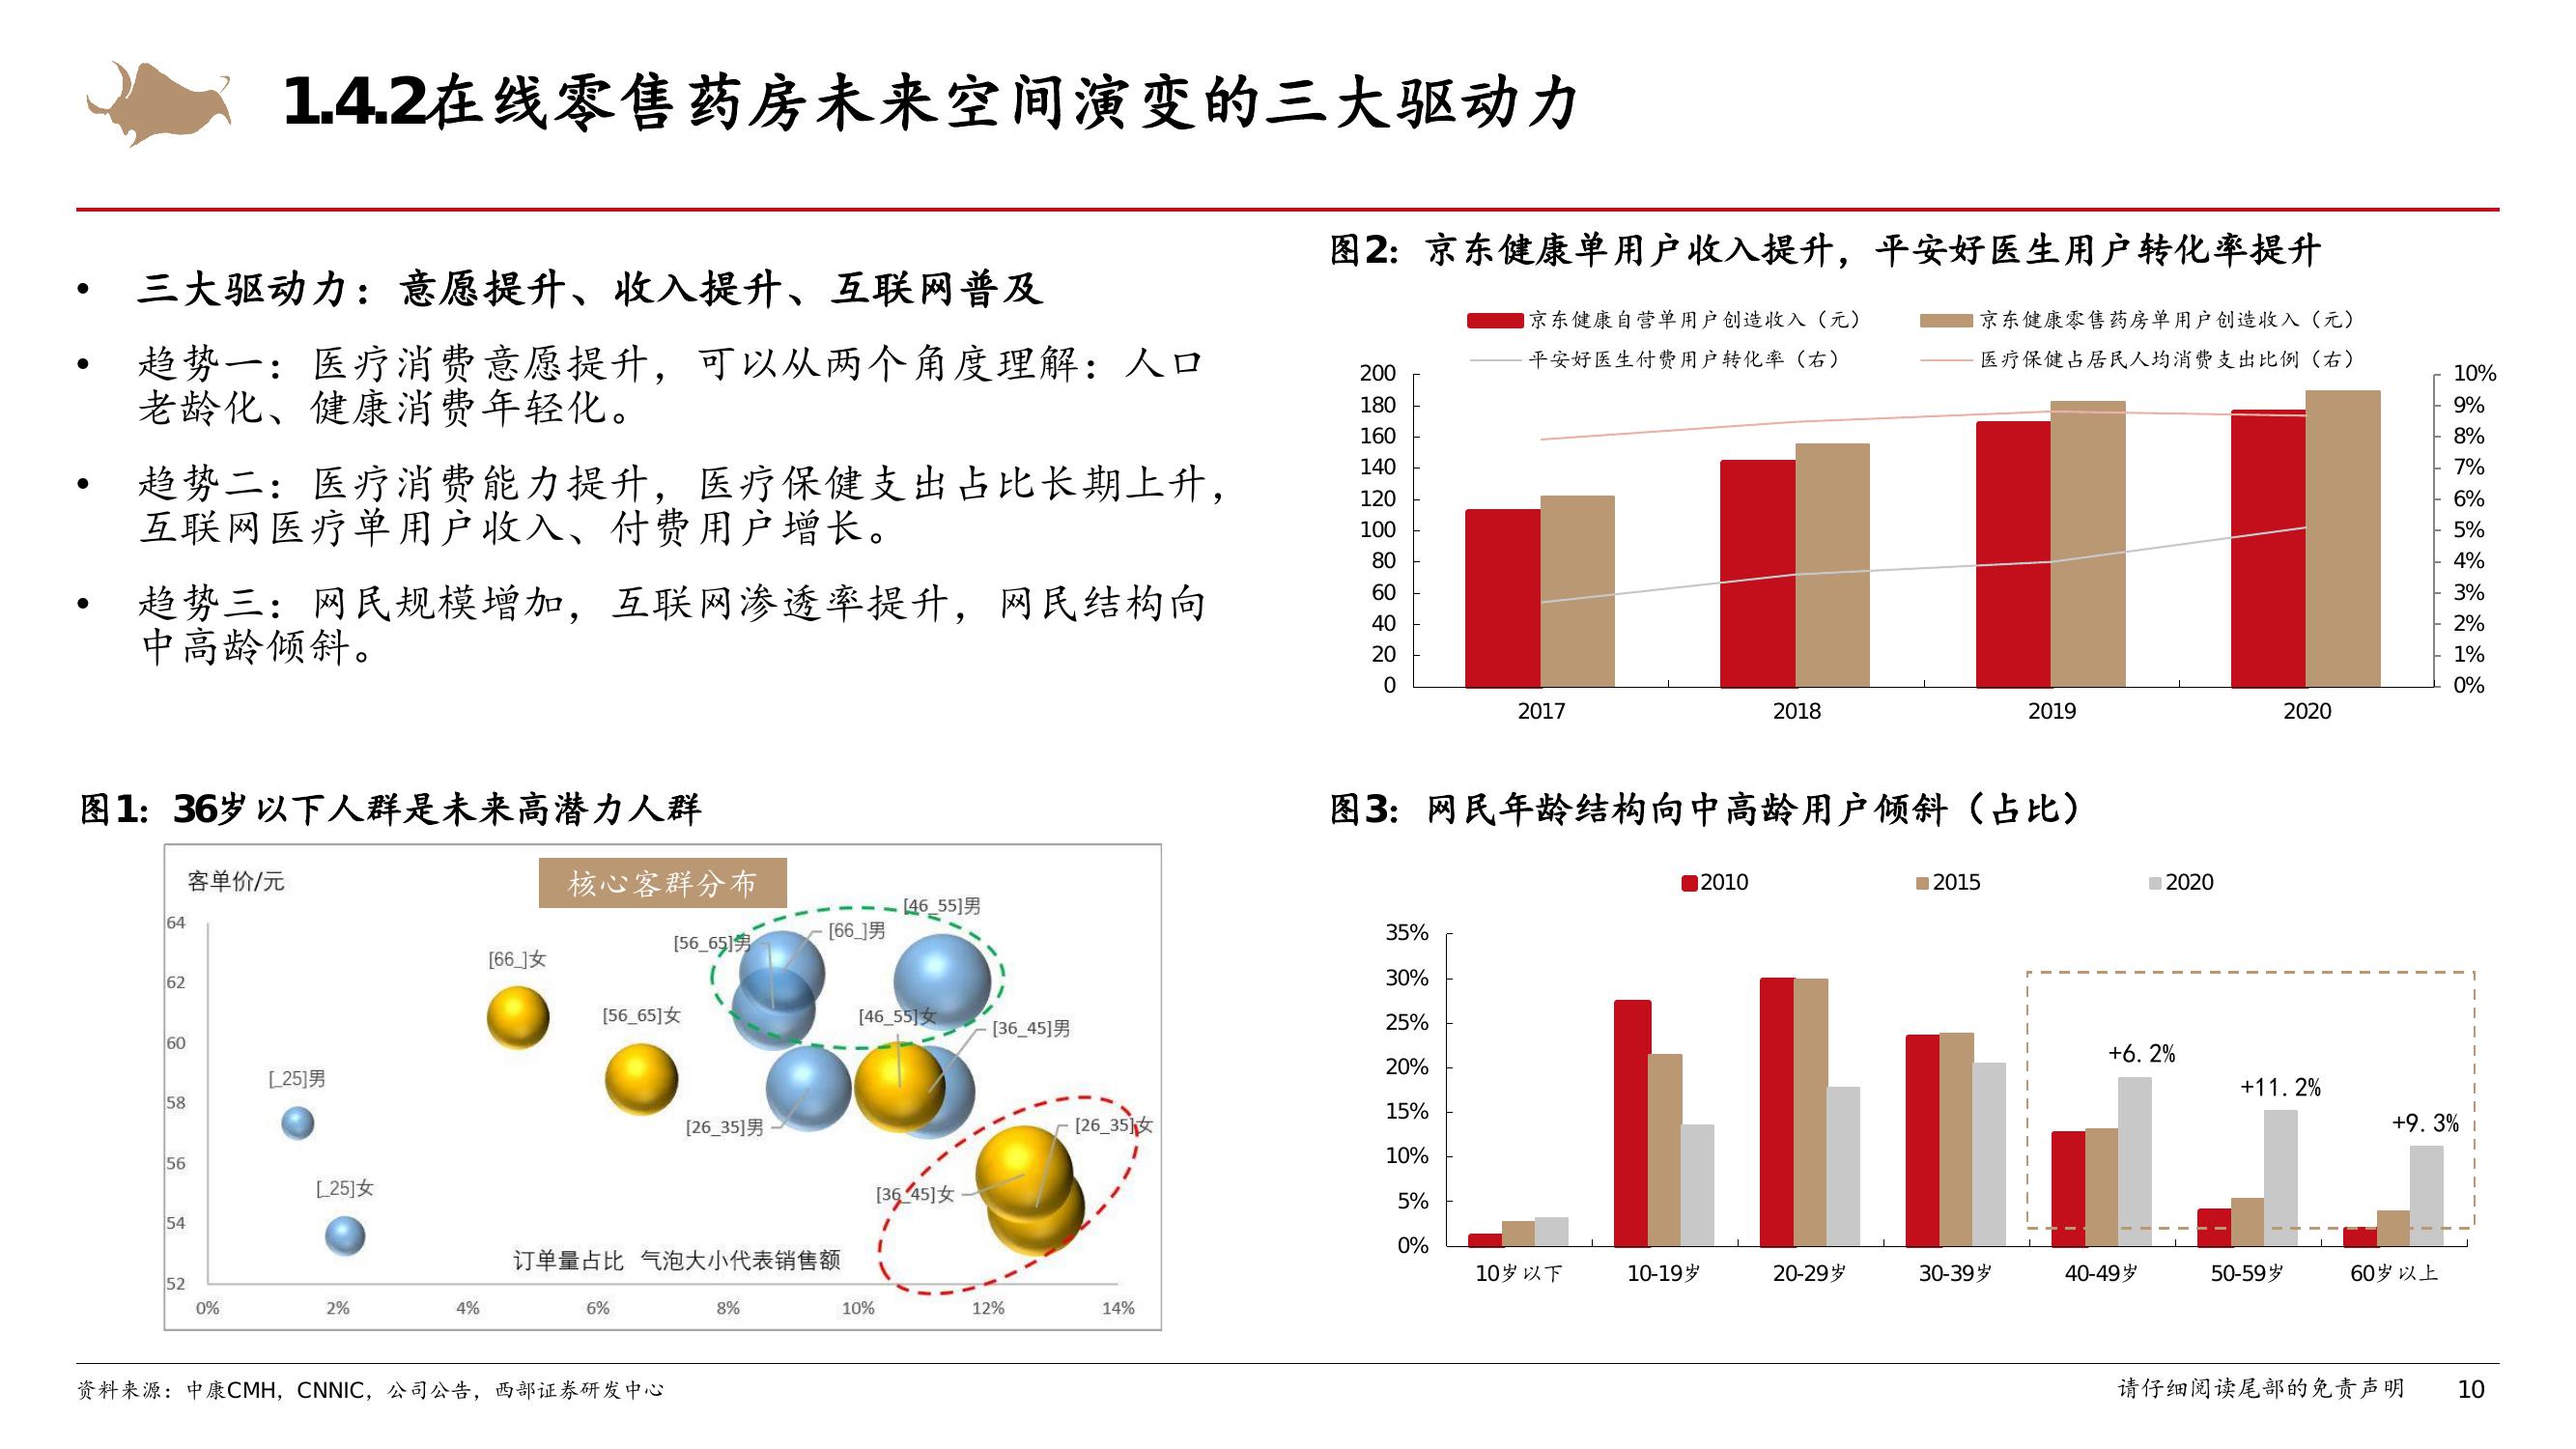 1.4.2在线零售药房未来空间演变的三大驱动力
• 三大驱动力：意愿提升、收入提升、互联网普及
• 趋势一：医疗消费意愿提升，可以从两个角度理解：人口
老龄化、健康消费年轻化。
• 趋势二：医疗消费能力提升，医疗保健支出占比长期上升，
互联网医疗单用户收入、付费用户增长。
• 趋势三：网民规模增加，互联网渗透率提升，网民结构向
中高龄倾斜。
图2：京东健康单用户收入提升，平安好医生用户转化率提升
京东健康自营单用户创造收入（元）
京东健康零售药房单用户创造收入（元）
平安好医生付费用户转化率（右）
医疗保健占居民人均消费支出比例（右）
200
180
160
140
120
100
80
60
40
20
0
10%
9%
8%
7%
6%
5%
4%
3%
2%
1%
0%
2017
2018
2019
2020
图1：36岁以下人群是未来高潜力人群
客单价/元
核心客群分布
64
62
60
58
56
54
52
[46_55]男
[66_]男
[56_65]男
[66_]女
[56_65]女
[46_55]女
[36_45]男
[_25]男
[26_35]男
[26_35]女
[_25]女
[36_45]女
订单量占比 气泡大小代表销售额
0%
2%
4%
6%
8%
10%
12%
14%
图3：网民年龄结构向中高龄用户倾斜（占比）
2010
2015
2020
35%
30%
25%
20%
15%
10%
5%
0%
+6.2%
+11.2%
+9.3%
10岁以下
10-19岁
20-29岁
30-39岁
40-49岁
50-59岁
60岁以上
资料来源：中康CMH，CNNIC，公司公告，西部证券研发中心
请仔细阅读尾部的免责声明
10